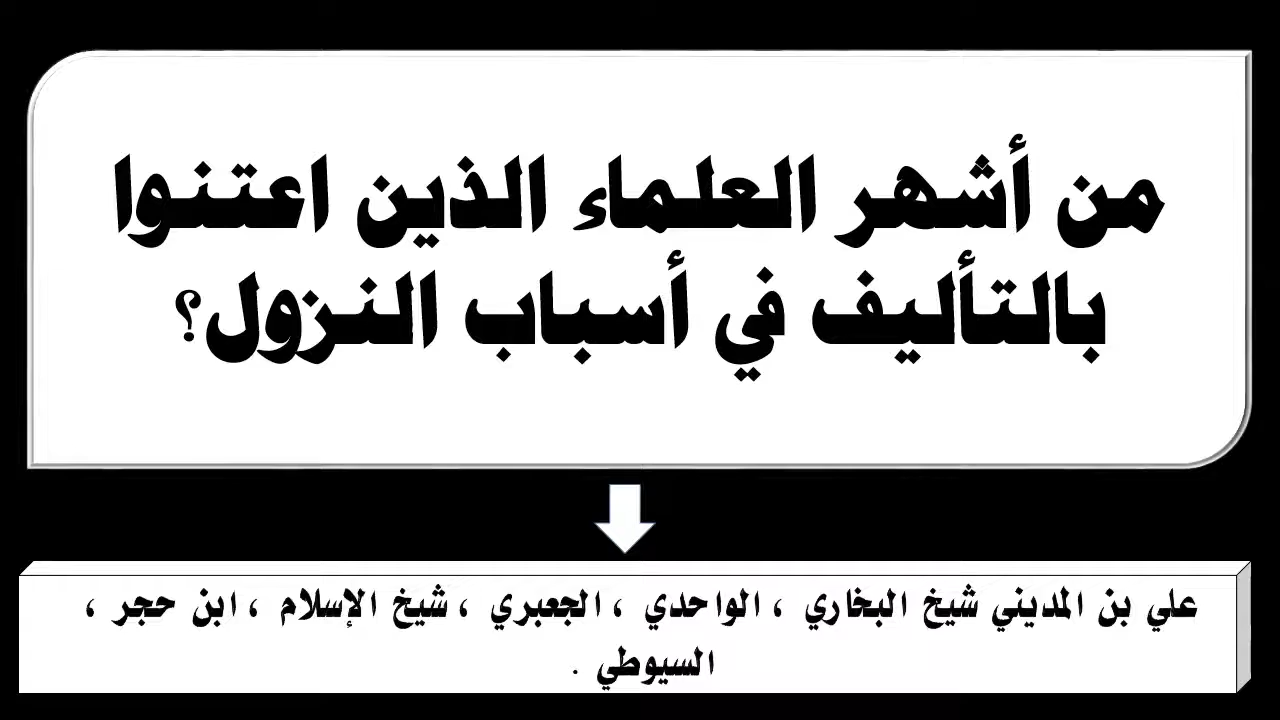 من أشهر العلماء الذين اعتنوا
بالتأليف في أسباب النزول؟
علي بن المديني شيخ البخاري ، الواحدي ، الجعبري ، شيخ الإسلام ، ابن حجر ،
السيوطي .